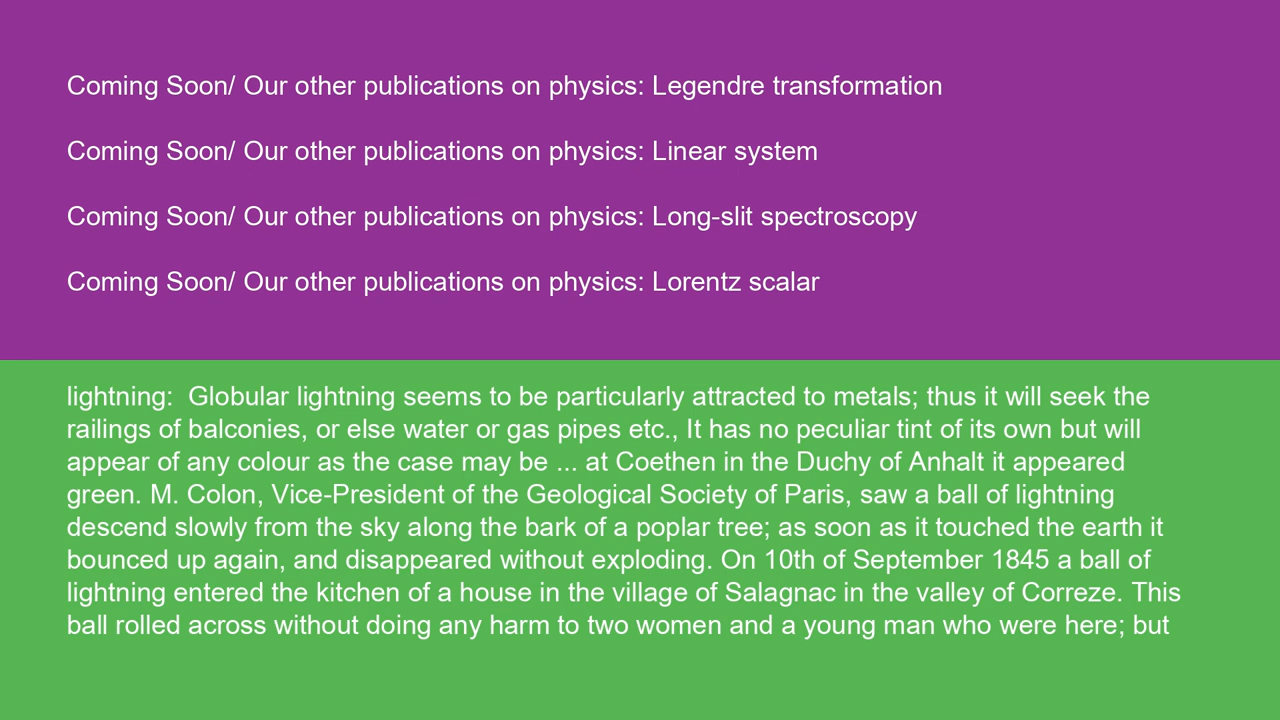 Coming Soon/ Our other publications on physics: Legendre transformation
Coming Soon/ Our other publications on physics: Linear system
Coming Soon/ Our other publications on physics: Long-slit spectroscopy
Coming Soon/ Our other publications on physics: Lorentz scalar
lightning:  Globular lightning seems to be particularly attracted to metals; thus it will seek the
railings of balconies, or else water or gas pipes etc., It has no peculiar tint of its own but will
appear of any colour as the case may be ... at Coethen in the Duchy of Anhalt it appeared
green. M. Colon, Vice-President of the Geological Society of Paris, saw a ball of lightning
descend slowly from the sky along the bark of a poplar tree; as soon as it touched the earth it
bounced up again, and disappeared without exploding. On 10th of September 1845 a ball of
lightning entered the kitchen of a house in the village of Salagnac in the valley of Correze. This
ball rolled across without doing any harm to two women and a young man who were here; but